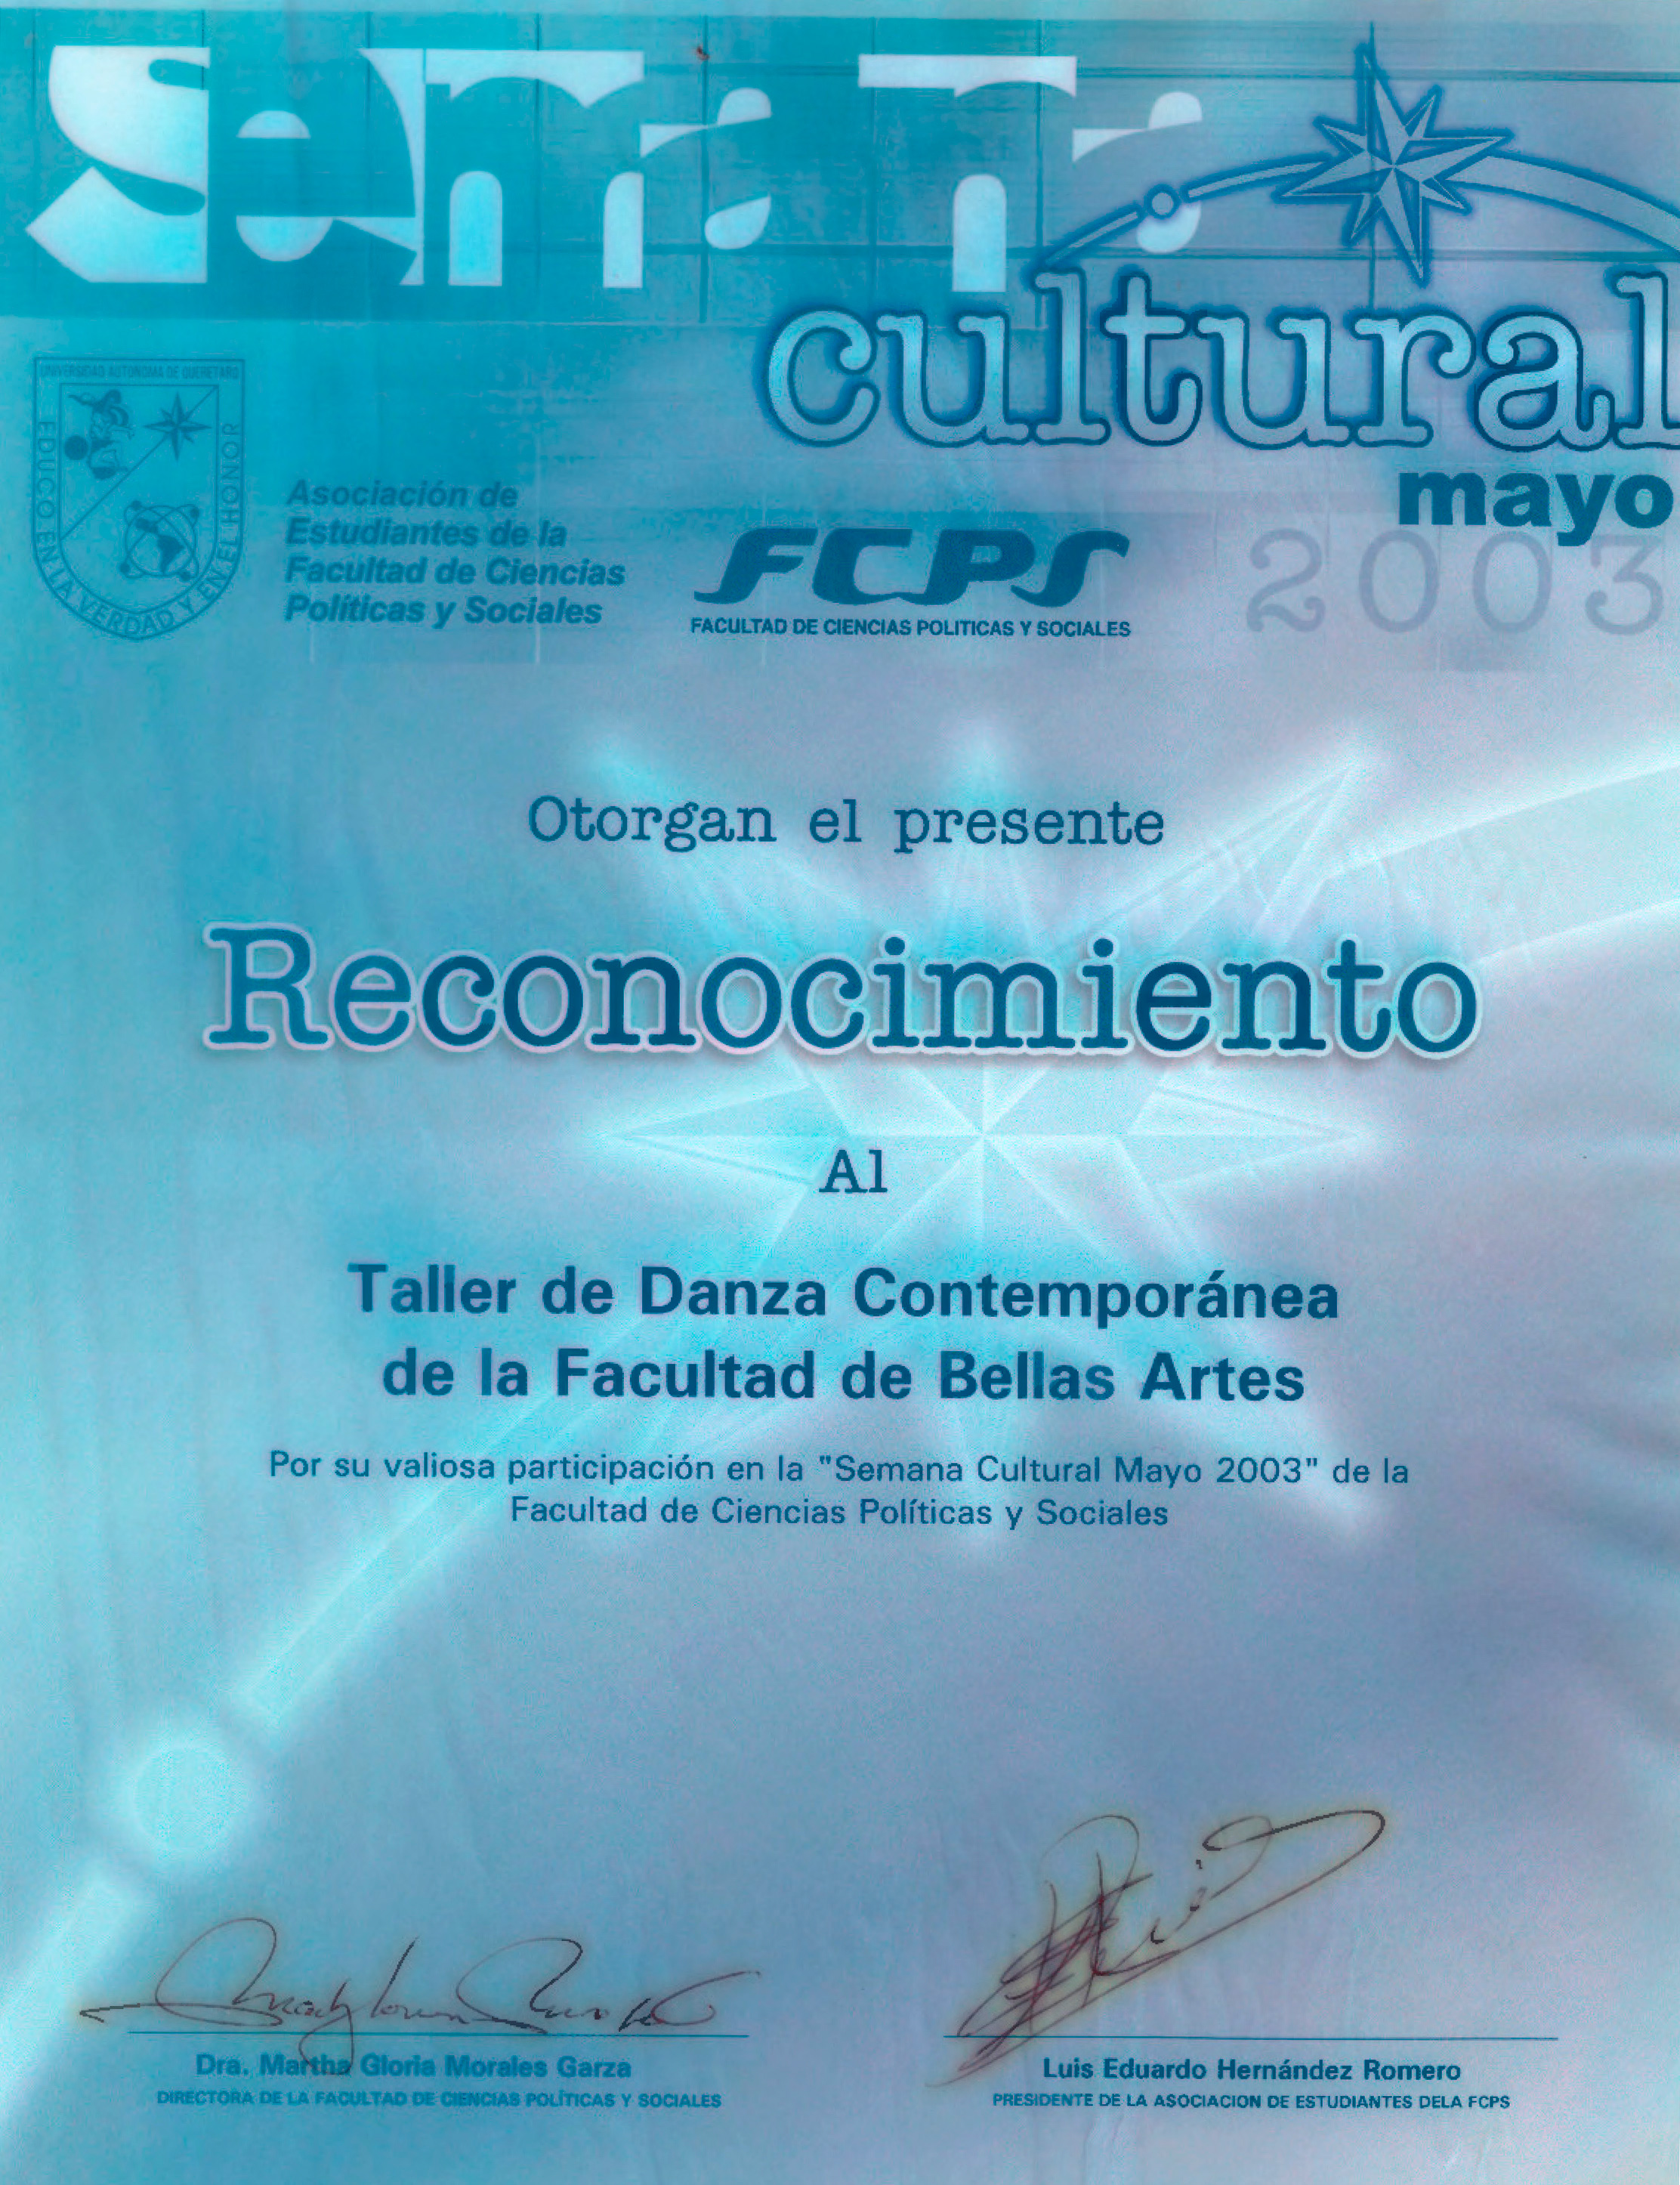 Semana
cultural
mayo
2003
UNIVERSIDAD AUTONOMA DE QUERETARO
EDUCO EN LA VERDAD Y EN EL HONOR
Asociación de
Estudiantes de la
Facultad de Ciencias
Políticas y Sociales
FCPS
FACULTAD DE CIENCIAS POLITICAS Y SOCIALES
Otorgan el presente
Reconocimiento
Al
Taller de Danza Contemporánea
de la Facultad de Bellas Artes
Por su valiosa participación en la "Semana Cultural Mayo 2003" de la
Facultad de Ciencias Políticas y Sociales
Dra. Martha Gloria Morales Garza
DIRECTORA DE LA FACULTAD DE CIENCIAS POLÍTICAS Y SOCIALES
Luis Eduardo Hernández Romero
PRESIDENTE DE LA ASOCIACION DE ESTUDIANTES DELA FCPS